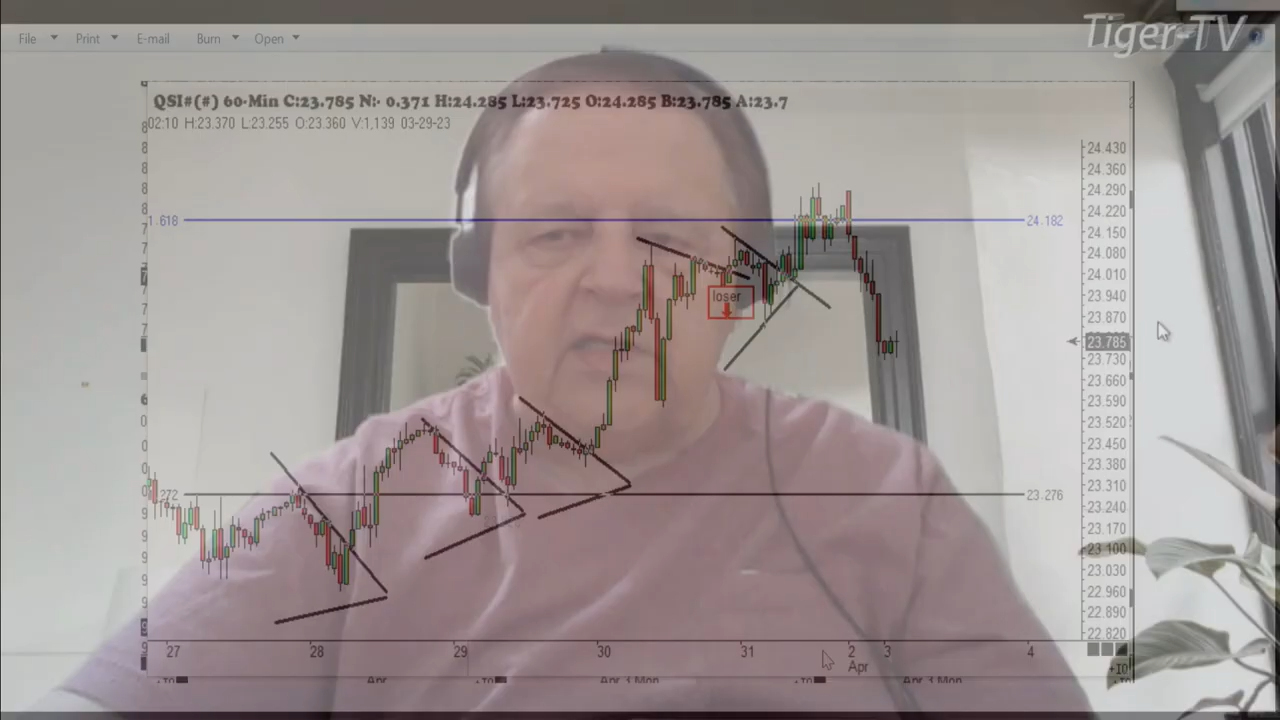 Tiger-TV
File Print E-mail Burn Open
QSI#(#) 60-Min C:23.785 N:- 0.371 H:24.285 L:23.725 O:24.285 B:23.785 A:23.7
02:10 H:23.370 L:23.255 O:23.360 V:1,139 03-29-23
24.430
24.360
24.290
1.618 24.182 24.220
24.150
24.080
24.010
loser 23.940
23.870
23.785
23.730
23.660
23.590
23.520
23.450
23.380
272 23.276 23.310
23.240
23.170
23.100
23.030
22.960
22.890
22.820
27 28 29 30 31 2 3 4
Apr